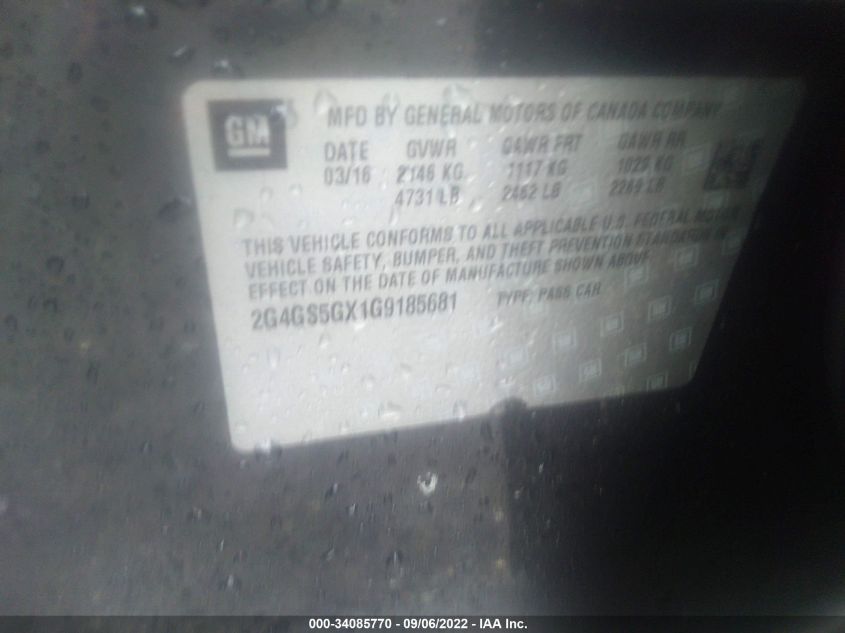 GM
MFD BY GENERAL MOTORS OF CANADA COMPANY
DATE GVWR GAWR FRT GAWR RR
03/16 2146 KG 1117 KG 1029 KG
4731 LB 2462 LB 2269 LB
THIS VEHICLE CONFORMS TO ALL APPLICABLE U.S. FEDERAL MOTOR
VEHICLE SAFETY, BUMPER, AND THEFT PREVENTION STANDARDS IN
EFFECT ON THE DATE OF MANUFACTURE SHOWN ABOVE.
2G4GS5GX1G9185681 TYPE: PASS CAR
000-34085770 - 09/06/2022 - IAA Inc.